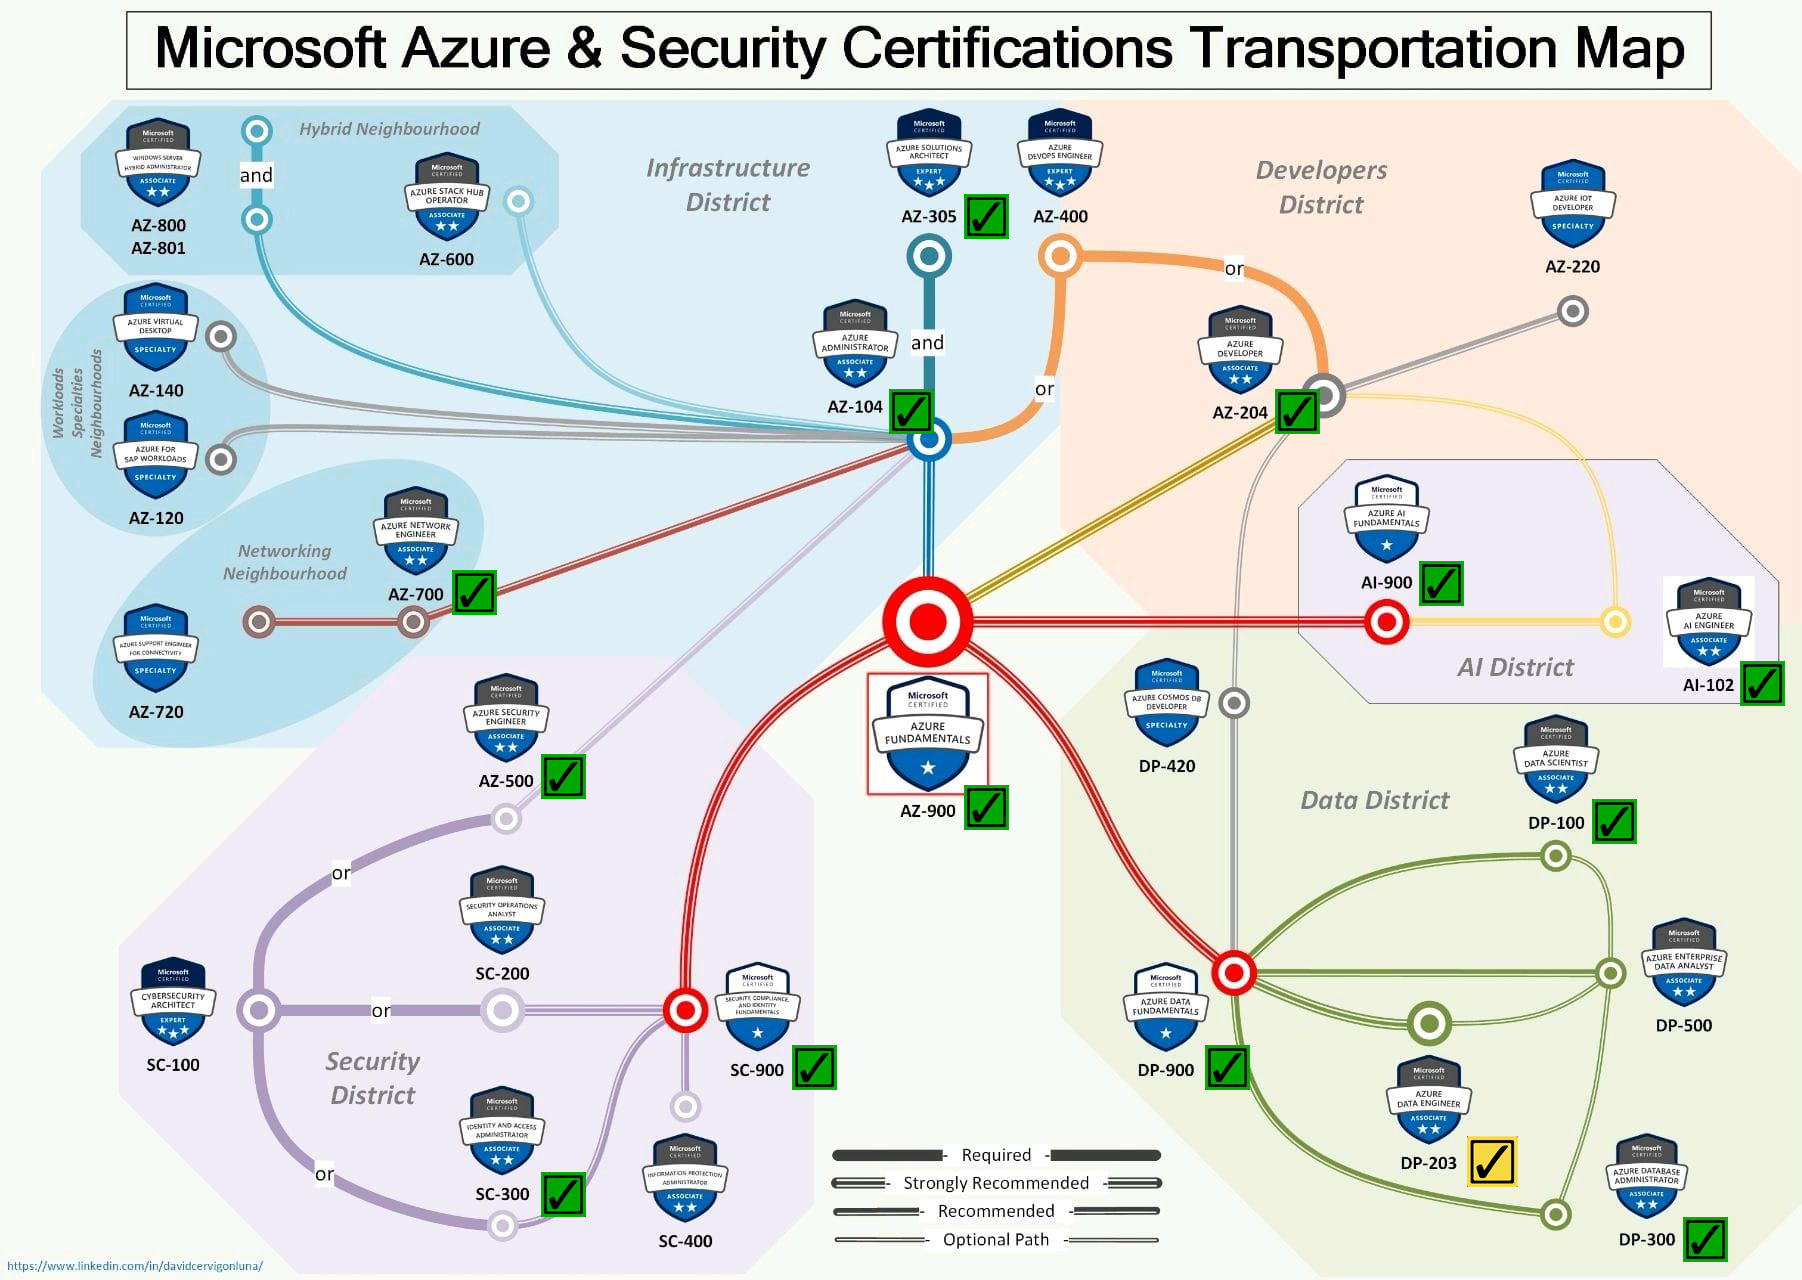 Microsoft Azure & Security Certifications Transportation Map
Hybrid Neighbourhood
Microsoft
CERTIFIED
WINDOWS SERVER
HYBRID ADMINISTRATOR
ASSOCIATE
AZ-800
AZ-801
and
Microsoft
CERTIFIED
AZURE STACK HUB
OPERATOR
ASSOCIATE
AZ-600
Infrastructure
District
Microsoft
CERTIFIED
AZURE SOLUTIONS
ARCHITECT
EXPERT
AZ-305
Microsoft
CERTIFIED
AZURE
DEVOPS ENGINEER
EXPERT
AZ-400
Developers
District
Microsoft
CERTIFIED
AZURE IOT
DEVELOPER
SPECIALTY
AZ-220
or
Workloads
Specialties
Neighbourhoods
Microsoft
CERTIFIED
AZURE VIRTUAL
DESKTOP
SPECIALTY
AZ-140
Microsoft
CERTIFIED
AZURE
ADMINISTRATOR
ASSOCIATE
AZ-104
and
or
Microsoft
CERTIFIED
AZURE
DEVELOPER
ASSOCIATE
AZ-204
Microsoft
CERTIFIED
AZURE FOR
SAP WORKLOADS
SPECIALTY
AZ-120
Networking
Neighbourhood
Microsoft
CERTIFIED
AZURE NETWORK
ENGINEER
ASSOCIATE
AZ-700
Microsoft
CERTIFIED
AZURE SUPPORT ENGINEER
FOR CONNECTIVITY
SPECIALTY
AZ-720
Microsoft
CERTIFIED
AZURE AI
FUNDAMENTALS
AI-900
Microsoft
CERTIFIED
AZURE
AI ENGINEER
ASSOCIATE
AI-102
AI District
Microsoft
CERTIFIED
AZURE SECURITY
ENGINEER
ASSOCIATE
AZ-500
Microsoft
CERTIFIED
AZURE
FUNDAMENTALS
AZ-900
Microsoft
CERTIFIED
AZURE COSMOS DB
DEVELOPER
SPECIALTY
DP-420
Data District
Microsoft
CERTIFIED
AZURE
DATA SCIENTIST
ASSOCIATE
DP-100
or
Microsoft
CERTIFIED
SECURITY OPERATIONS
ANALYST
ASSOCIATE
SC-200
Microsoft
CERTIFIED
CYBERSECURITY
ARCHITECT
EXPERT
SC-100
or
Security
District
Microsoft
CERTIFIED
SECURITY, COMPLIANCE,
AND IDENTITY
FUNDAMENTALS
SC-900
Microsoft
CERTIFIED
AZURE DATA
FUNDAMENTALS
DP-900
Microsoft
CERTIFIED
AZURE ENTERPRISE
DATA ANALYST
ASSOCIATE
DP-500
Microsoft
CERTIFIED
AZURE
DATA ENGINEER
ASSOCIATE
DP-203
or
Microsoft
CERTIFIED
IDENTITY AND ACCESS
ADMINISTRATOR
ASSOCIATE
SC-300
Microsoft
CERTIFIED
INFORMATION PROTECTION
ADMINISTRATOR
ASSOCIATE
SC-400
Microsoft
CERTIFIED
AZURE DATABASE
ADMINISTRATOR
ASSOCIATE
DP-300
Required
Strongly Recommended
Recommended
Optional Path
https://www.linkedin.com/in/davidcervigonluna/